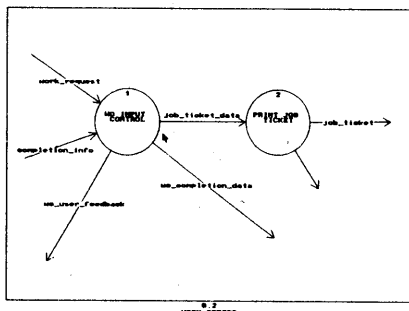 work_request
1
WO INPUT
CONTROL
job_ticket_data
2
PRINT JOB
TICKET
job_ticket
completion_info
wo_completion_data
wo_user_feedback
0.2